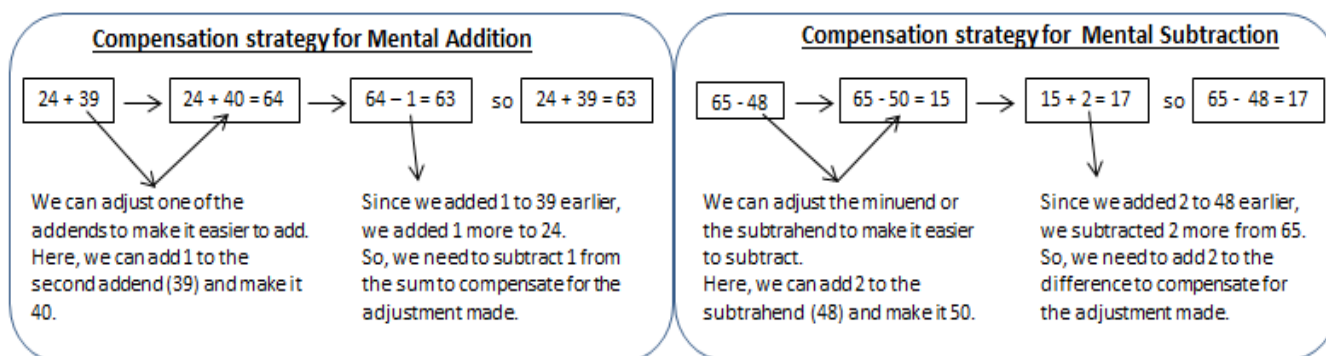 Compensation strategy for Mental Addition
24 + 39
24 + 40 = 64
64 – 1 = 63
so
24 + 39 = 63
We can adjust one of the
addends to make it easier to add.
Here, we can add 1 to the
second addend (39) and make it
40.
Since we added 1 to 39 earlier,
we added 1 more to 24.
So, we need to subtract 1 from
the sum to compensate for the
adjustment made.
Compensation strategy for Mental Subtraction
65 - 48
65 - 50 = 15
15 + 2 = 17
so
65 - 48 = 17
We can adjust the minuend or
the subtrahend to make it easier
to subtract.
Here, we can add 2 to the
subtrahend (48) and make it 50.
Since we added 2 to 48 earlier,
we subtracted 2 more from 65.
So, we need to add 2 to the
difference to compensate for
the adjustment made.